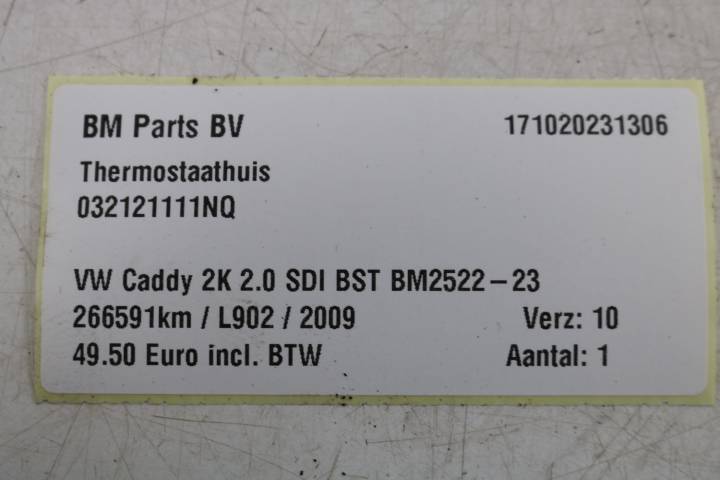 BM Parts BV 171020231306
Thermostaathuis
032121111NQ
VW Caddy 2K 2.0 SDI BST BM2522-23
266591km / L902 / 2009 Verz: 10
49.50 Euro incl. BTW Aantal: 1